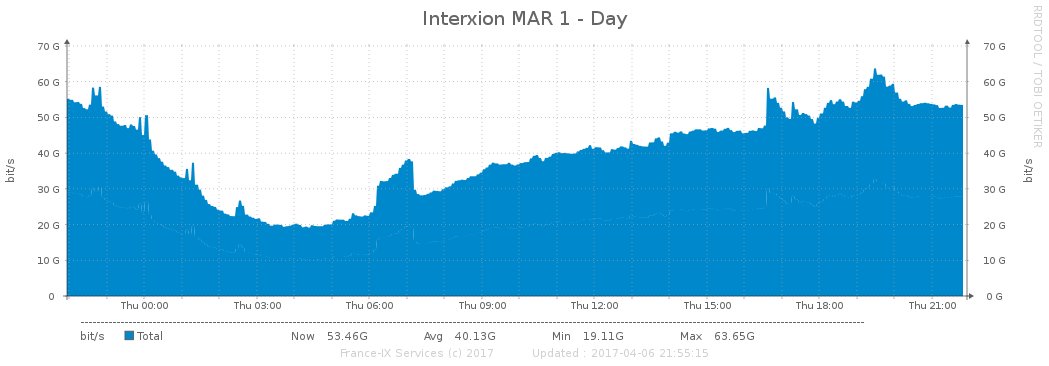 Interxion MAR 1 - Day
RRDTOOL / TOBI OETIKER
bit/s
bit/s
70 G 70 G
60 G 60 G
50 G 50 G
40 G 40 G
30 G 30 G
20 G 20 G
10 G 10 G
0 0 G
Thu 00:00 Thu 03:00 Thu 06:00 Thu 09:00 Thu 12:00 Thu 15:00 Thu 18:00 Thu 21:00
bit/s Total Now 53.46G Avg 40.13G Min 19.11G Max 63.65G
France-IX Services (c) 2017 Updated : 2017-04-06 21:55:15